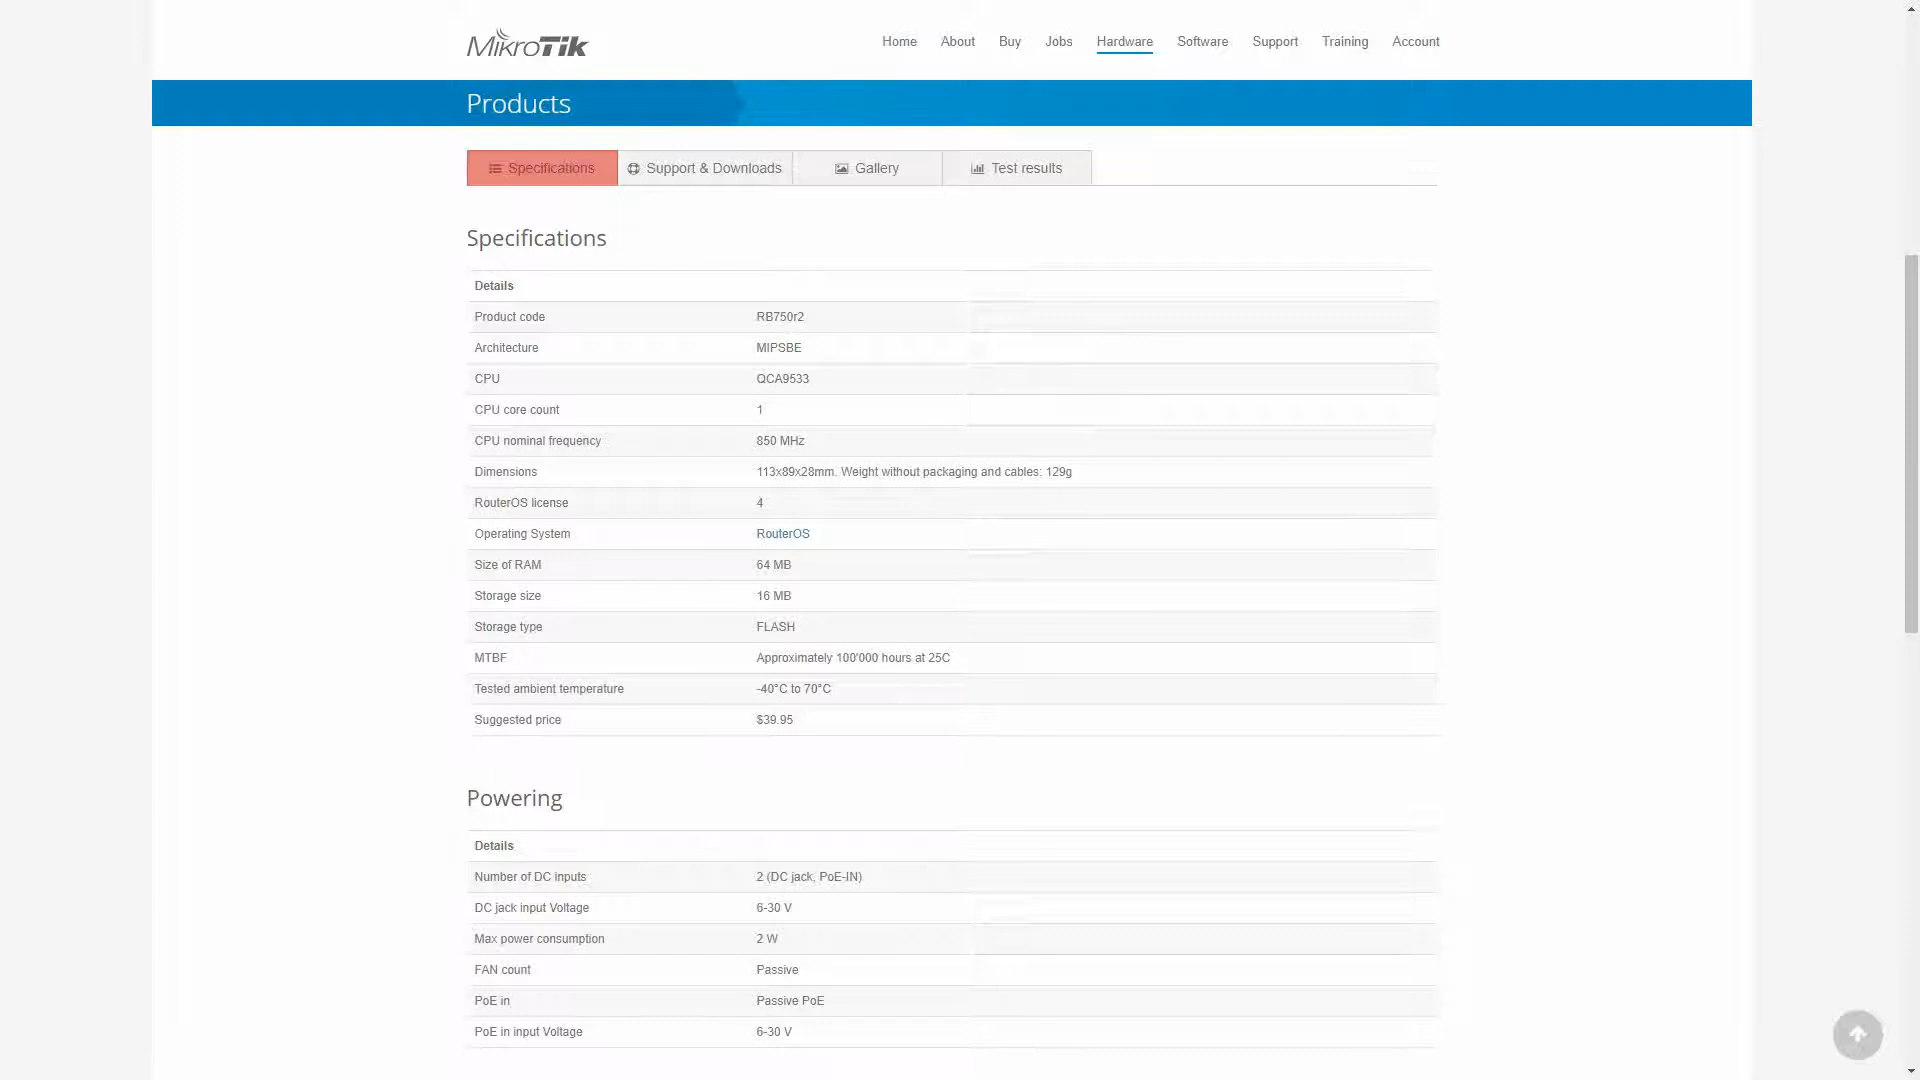 MikroTik
Home About Buy Jobs Hardware Software Support Training Account
Products
Specifications Support & Downloads Gallery Test results
Specifications
Details
Product code RB750r2
Architecture MIPSBE
CPU QCA9533
CPU core count 1
CPU nominal frequency 850 MHz
Dimensions 113x89x28mm. Weight without packaging and cables: 129g
RouterOS license 4
Operating System RouterOS
Size of RAM 64 MB
Storage size 16 MB
Storage type FLASH
MTBF Approximately 100'000 hours at 25C
Tested ambient temperature -40°C to 70°C
Suggested price $39.95
Powering
Details
Number of DC inputs 2 (DC jack, PoE-IN)
DC jack input Voltage 6-30 V
Max power consumption 2 W
FAN count Passive
PoE in Passive PoE
PoE in input Voltage 6-30 V